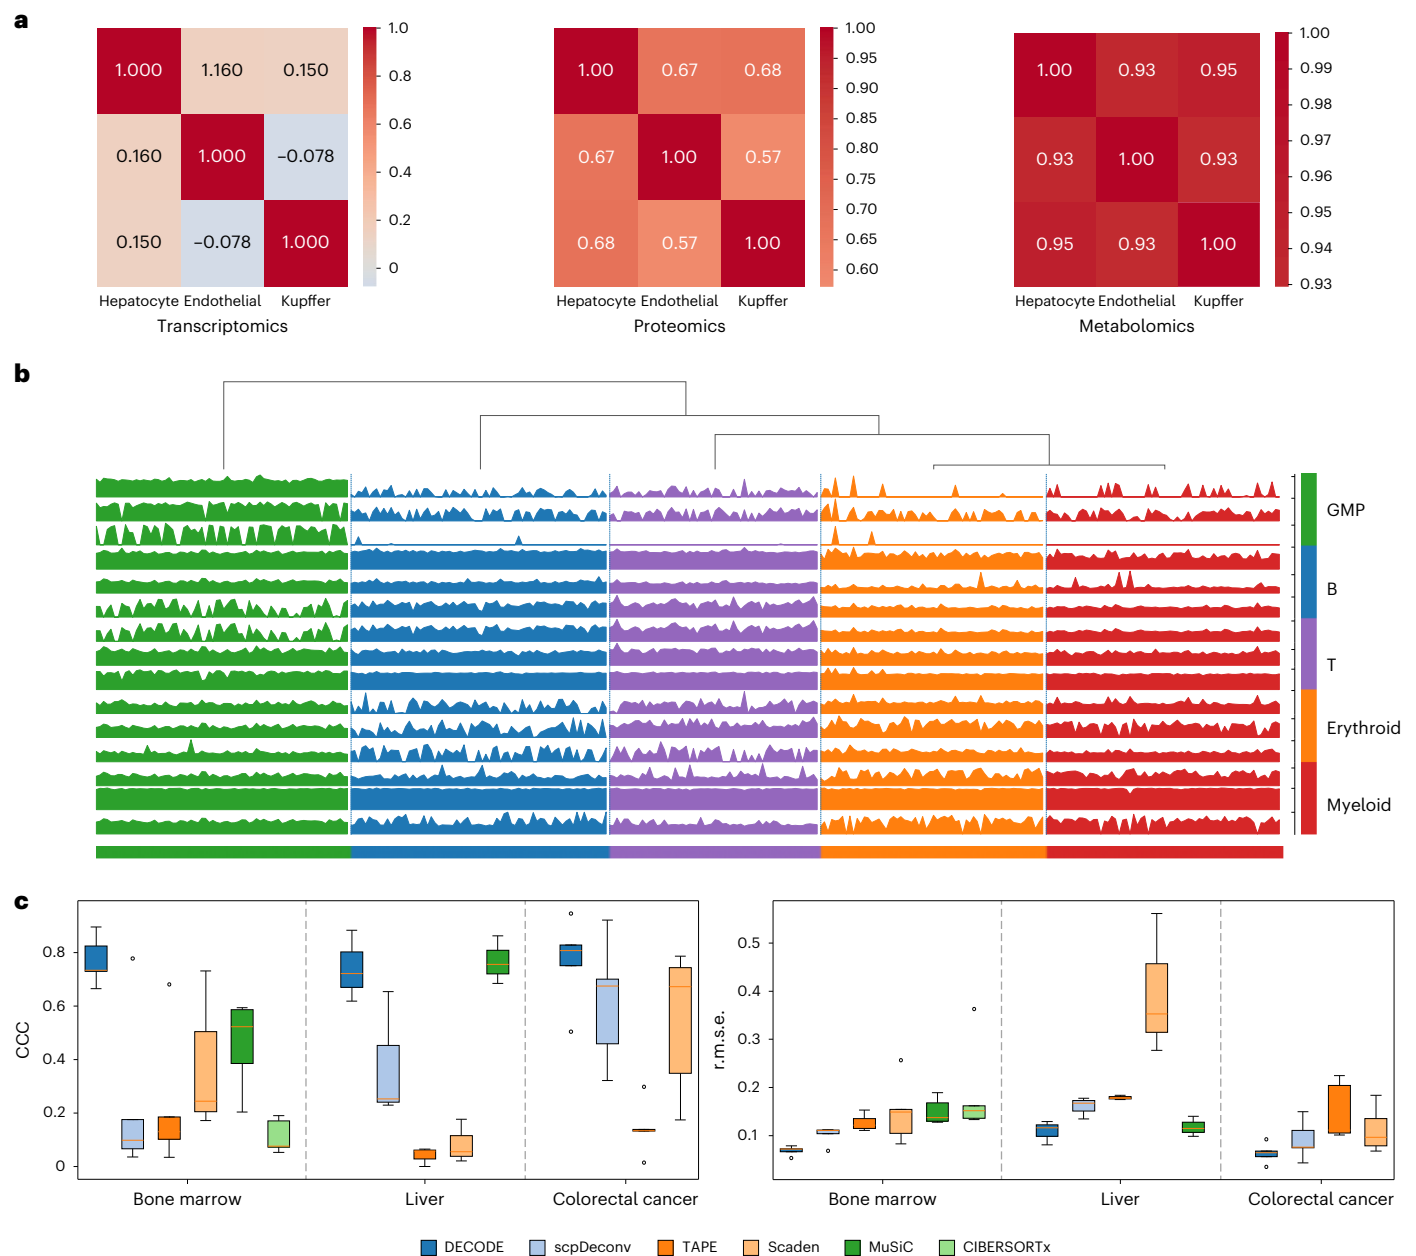 a
1.000 1.160 0.150
0.160 1.000 −0.078
0.150 −0.078 1.000
1.0
0.8
0.6
0.4
0.2
0
Hepatocyte Endothelial Kupffer
Transcriptomics
1.00 0.67 0.68
0.67 1.00 0.57
0.68 0.57 1.00
1.00
0.95
0.90
0.85
0.80
0.75
0.70
0.65
0.60
Hepatocyte Endothelial Kupffer
Proteomics
1.00 0.93 0.95
0.93 1.00 0.93
0.95 0.93 1.00
1.00
0.99
0.98
0.97
0.96
0.95
0.94
0.93
Hepatocyte Endothelial Kupffer
Metabolomics
b
GMP
B
T
Erythroid
Myeloid
c
CCC
0.8
0.6
0.4
0.2
0
Bone marrow Liver Colorectal cancer
r.m.s.e.
0.5
0.4
0.3
0.2
0.1
Bone marrow Liver Colorectal cancer
DECODE scpDeconv TAPE Scaden MuSiC CIBERSORTx